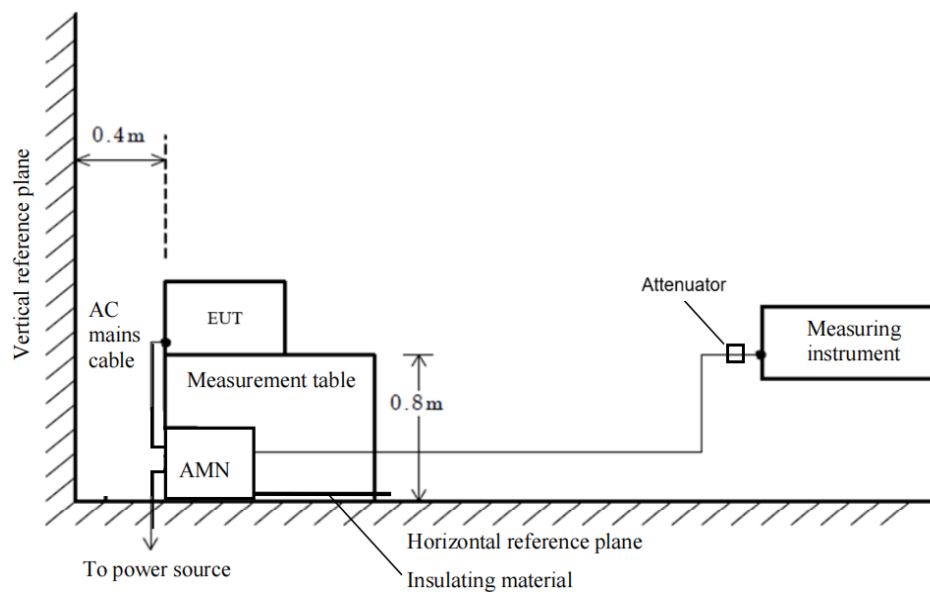 Vertical reference plane
0.4m
AC
mains
cable
EUT
Measurement table
0.8m
AMN
Attenuator
Measuring
instrument
To power source
Horizontal reference plane
Insulating material